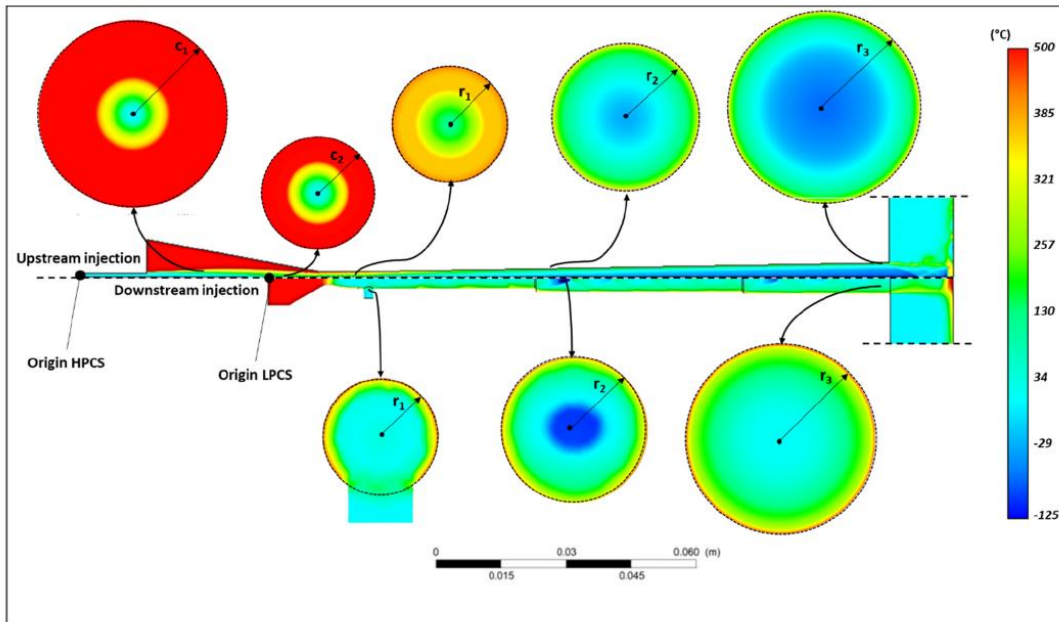 (°C)
500
385
321
257
130
34
-29
-125
c1
c2
r1
r2
r3
Upstream injection
Downstream injection
Origin HPCS
Origin LPCS
r1
r2
r3
0 0.03 0.060 (m)
0.015 0.045